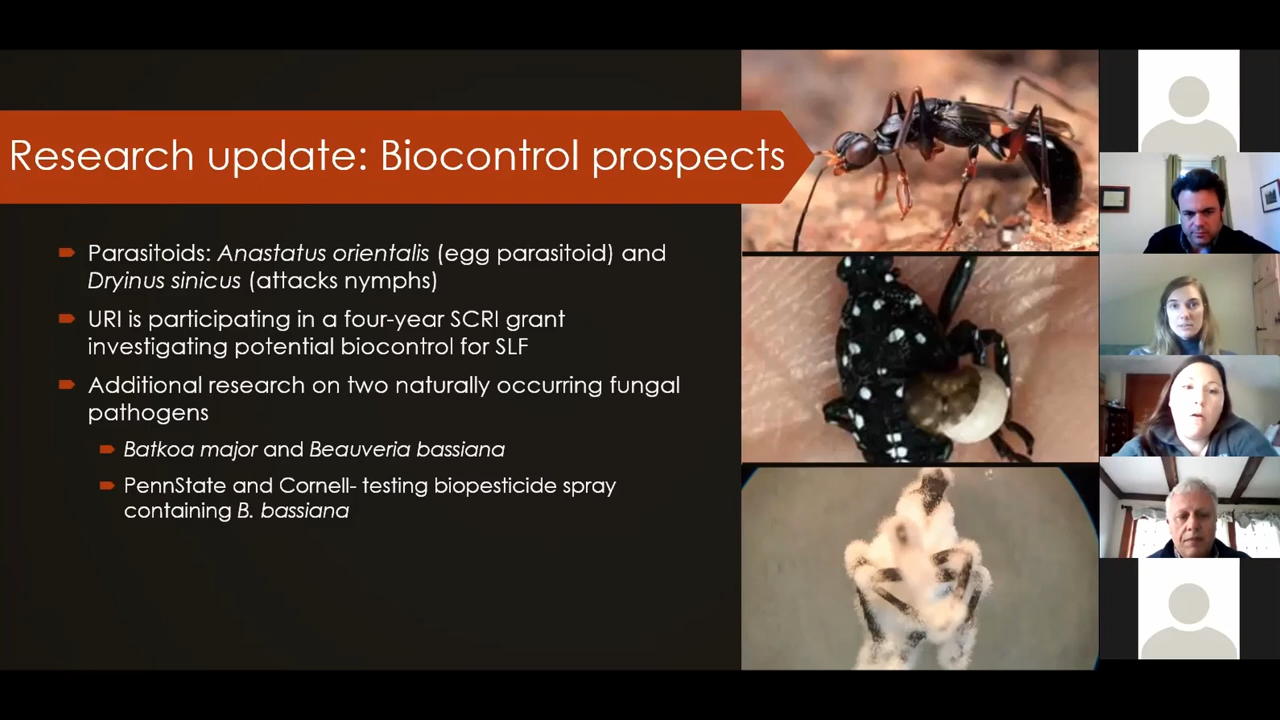 Research update: Biocontrol prospects
Parasitoids: Anastatus orientalis (egg parasitoid) and
Dryinus sinicus (attacks nymphs)
URI is participating in a four-year SCRI grant
investigating potential biocontrol for SLF
Additional research on two naturally occurring fungal
pathogens
Batkoa major and Beauveria bassiana
PennState and Cornell- testing biopesticide spray
containing B. bassiana